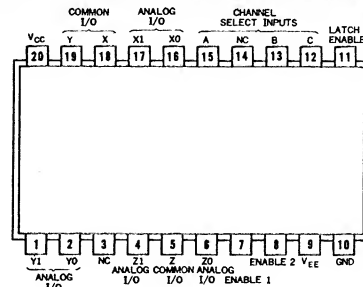 COMMON ANALOG CHANNEL
I/O I/O SELECT INPUTS LATCH
VCC Y X X1 X0 A NC B C ENABLE
20 19 18 17 16 15 14 13 12 11
1 2 3 4 5 6 7 8 9 10
Y1 Y0 NC Z1 Z Z0 ENABLE 2 VEE GND
ANALOG ANALOG COMMON ANALOG
I/O I/O I/O I/O ENABLE 1